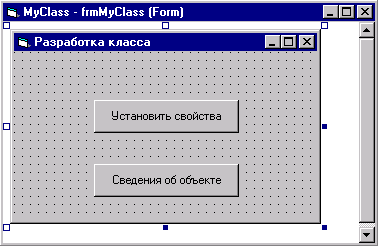 MyClass - frmMyClass (Form)
Разработка класса
Установить свойства
Сведения об объекте